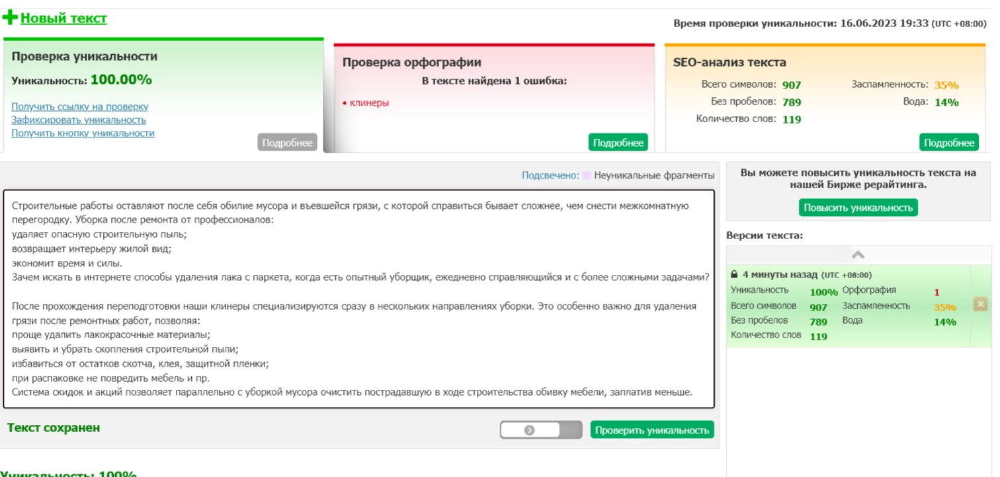 Новый текст
Время проверки уникальности: 16.06.2023 19:33 (UTC +08:00)
Проверка уникальности
Уникальность: 100.00%
Получить ссылку на проверку
Зафиксировать уникальность
Получить кнопку уникальности
Подробнее
Проверка орфографии
В тексте найдена 1 ошибка:
• клинеры
Подробнее
SEO-анализ текста
Всего символов: 907 Заспамленность: 35%
Без пробелов: 789 Вода: 14%
Количество слов: 119
Подробнее
Подсвечено: Неуникальные фрагменты
Строительные работы оставляют после себя обилие мусора и въевшейся грязи, с которой справиться бывает сложнее, чем снести межкомнатную
перегородку. Уборка после ремонта от профессионалов:
удаляет опасную строительную пыль;
возвращает интерьеру жилой вид;
экономит время и силы.
Зачем искать в интернете способы удаления лака с паркета, когда есть опытный уборщик, ежедневно справляющийся и с более сложными задачами?
После прохождения переподготовки наши клинеры специализируются сразу в нескольких направлениях уборки. Это особенно важно для удаления
грязи после ремонтных работ, позволяя:
проще удалить лакокрасочные материалы;
выявить и убрать скопления строительной пыли;
избавиться от остатков скотча, клея, защитной пленки;
при распаковке не повредить мебель и пр.
Система скидок и акций позволяет параллельно с уборкой мусора очистить пострадавшую в ходе строительства обивку мебели, заплатив меньше.
Текст сохранен
Проверить уникальность
Вы можете повысить уникальность текста на
нашей Бирже рерайтинга.
Повысить уникальность
Версии текста:
4 минуты назад (UTC +08:00)
Уникальность 100% Орфография 1
Всего символов 907 Заспамленность 35%
Без пробелов 789 Вода 14%
Количество слов 119
Уникальность: 100%